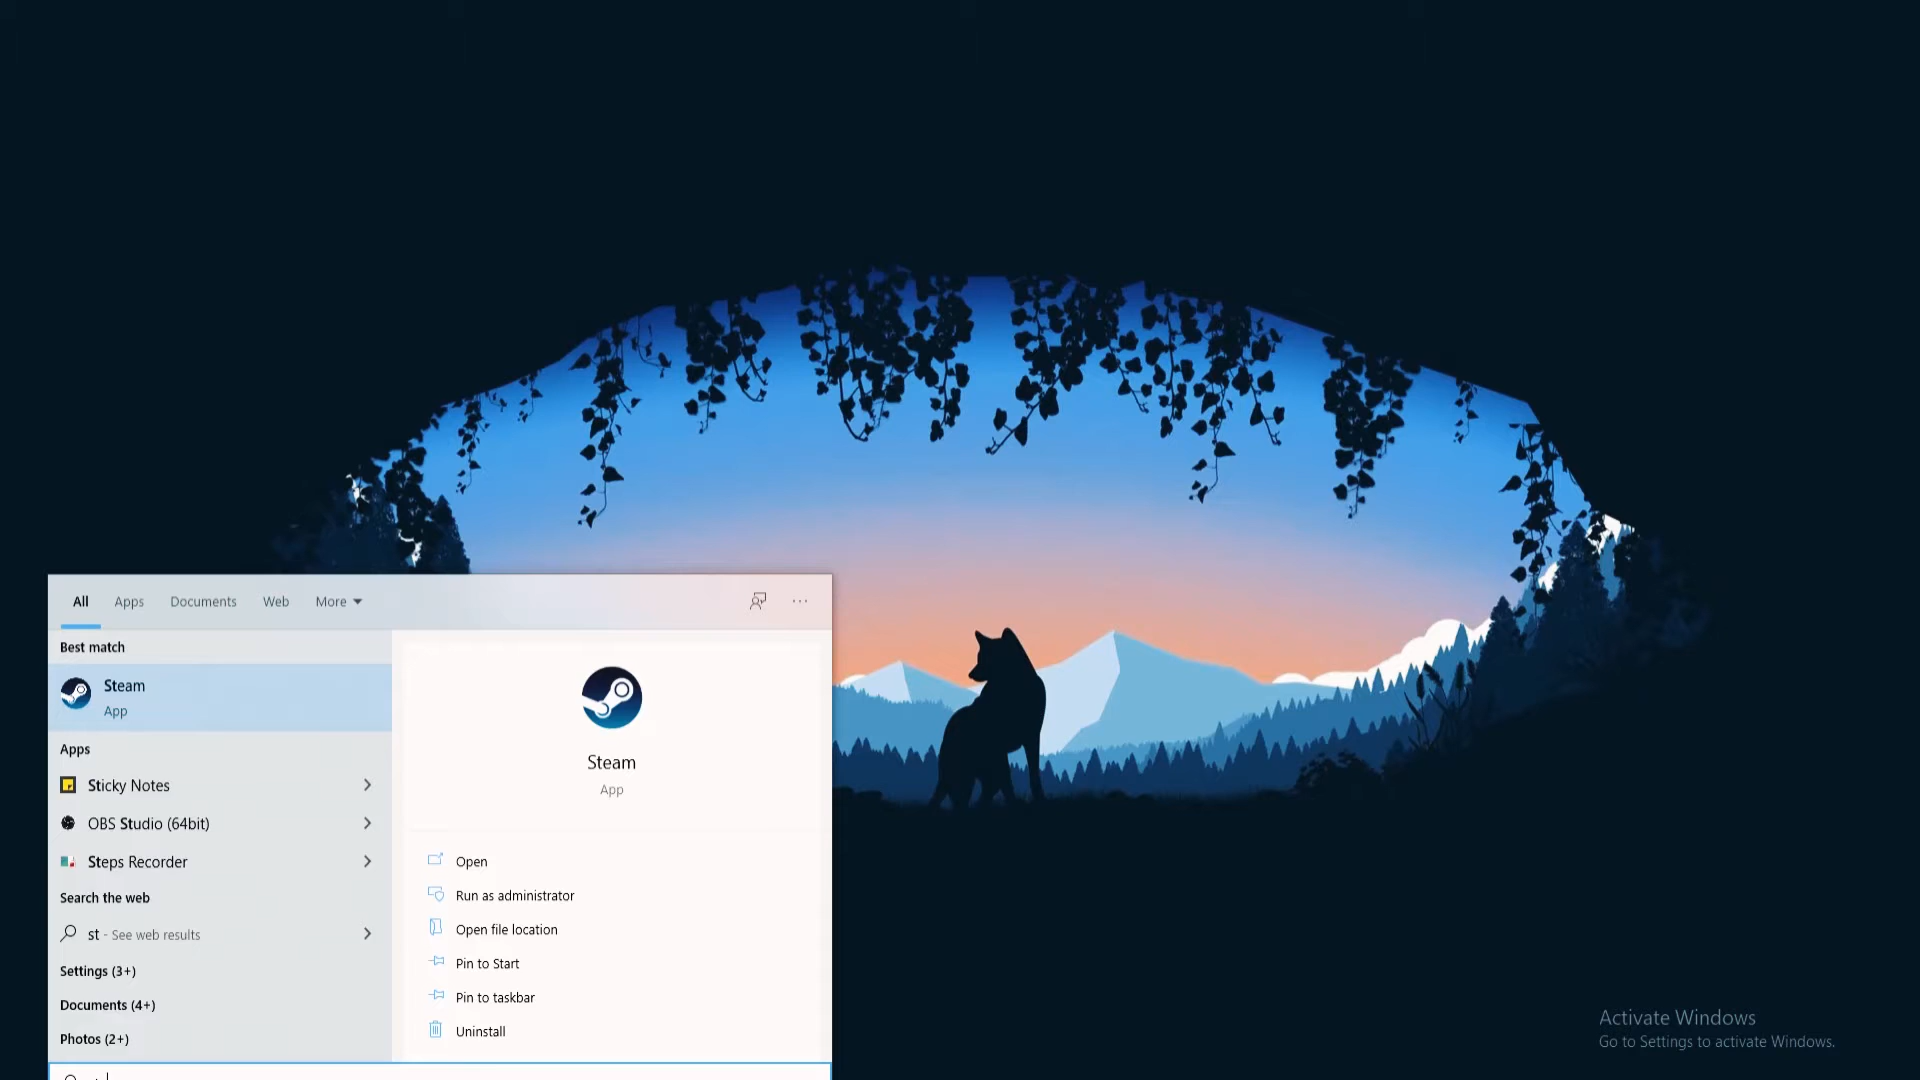 All Apps Documents Web More ···
Best match
Steam
App
Apps
Sticky Notes
OBS Studio (64bit)
Steps Recorder
Search the web
st - See web results
Settings (3+)
Documents (4+)
Photos (2+)
Steam
App
Open
Run as administrator
Open file location
Pin to Start
Pin to taskbar
Uninstall
Activate Windows
Go to Settings to activate Windows.